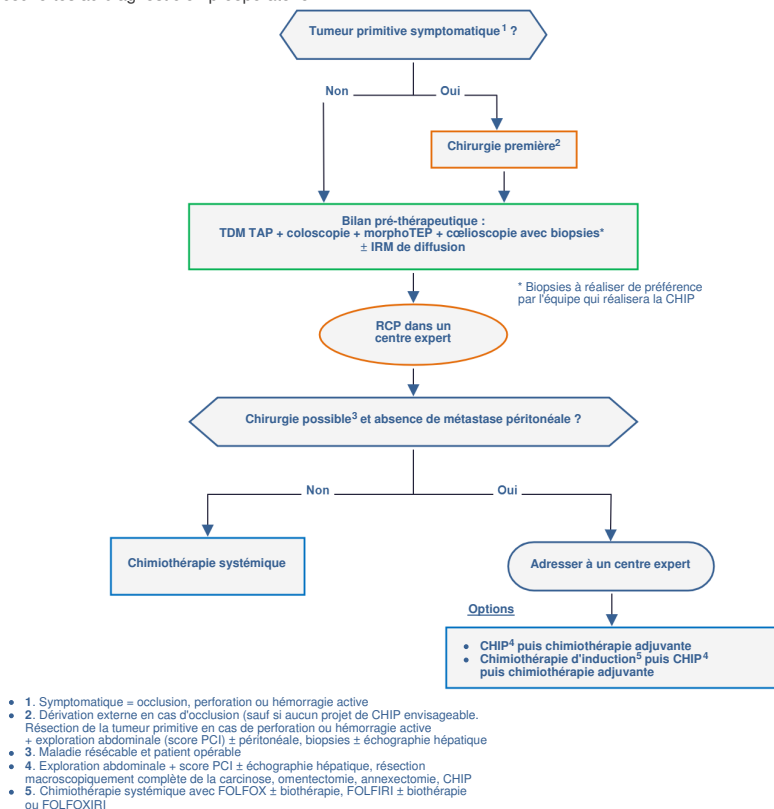 Tumeur primitive symptomatique1 ?
Non
Oui
Chirurgie première2
Bilan pré-thérapeutique :
TDM TAP + coloscopie + morphoTEP + cœlioscopie avec biopsies*
± IRM de diffusion
* Biopsies à réaliser de préférence
par l'équipe qui réalisera la CHIP
RCP dans un
centre expert
Chirurgie possible3 et absence de métastase péritonéale ?
Non
Oui
Chimiothérapie systémique
Adresser à un centre expert
Options
• CHIP4 puis chimiothérapie adjuvante
• Chimiothérapie d'induction5 puis CHIP4
puis chimiothérapie adjuvante
• 1. Symptomatique = occlusion, perforation ou hémorragie active
• 2. Dérivation externe en cas d'occlusion (sauf si aucun projet de CHIP envisageable.
Résection de la tumeur primitive en cas de perforation ou hémorragie active
+ exploration abdominale (score PCI) ± péritonéale, biopsies ± échographie hépatique
• 3. Maladie résécable et patient opérable
• 4. Exploration abdominale + score PCI ± échographie hépatique, résection
macroscopiquement complète de la carcinose, omentectomie, annexectomie, CHIP
• 5. Chimiothérapie systémique avec FOLFOX ± biothérapie, FOLFIRI ± biothérapie
ou FOLFOXIRI